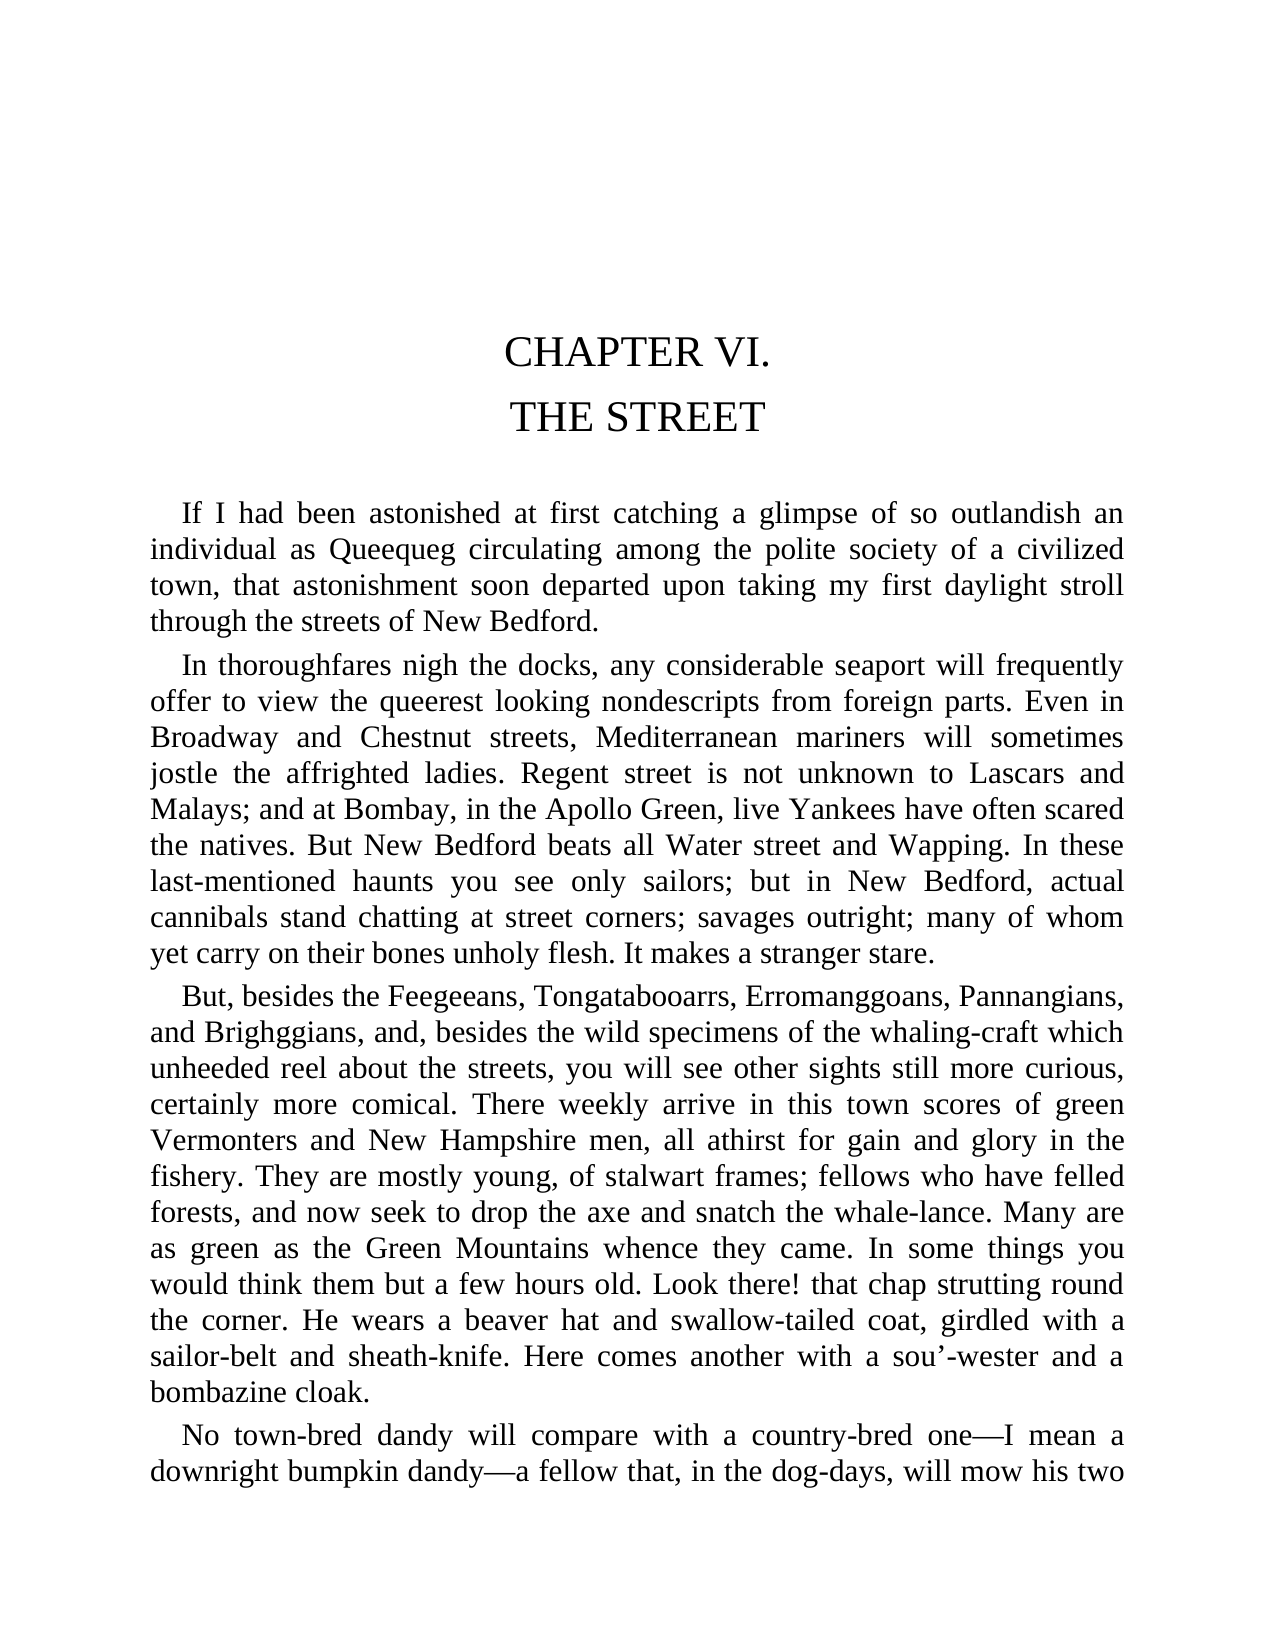 CHAPTER VI.
THE STREET
If I had been astonished at first catching a glimpse of so outlandish an
individual as Queequeg circulating among the polite society of a civilized
town, that astonishment soon departed upon taking my first daylight stroll
through the streets of New Bedford.
In thoroughfares nigh the docks, any considerable seaport will frequently
offer to view the queerest looking nondescripts from foreign parts. Even in
Broadway and Chestnut streets, Mediterranean mariners will sometimes
jostle the affrighted ladies. Regent street is not unknown to Lascars and
Malays; and at Bombay, in the Apollo Green, live Yankees have often scared
the natives. But New Bedford beats all Water street and Wapping. In these
last-mentioned haunts you see only sailors; but in New Bedford, actual
cannibals stand chatting at street corners; savages outright; many of whom
yet carry on their bones unholy flesh. It makes a stranger stare.
But, besides the Feegeeans, Tongatabooarrs, Erromanggoans, Pannangians,
and Brighggians, and, besides the wild specimens of the whaling-craft which
unheeded reel about the streets, you will see other sights still more curious,
certainly more comical. There weekly arrive in this town scores of green
Vermonters and New Hampshire men, all athirst for gain and glory in the
fishery. They are mostly young, of stalwart frames; fellows who have felled
forests, and now seek to drop the axe and snatch the whale-lance. Many are
as green as the Green Mountains whence they came. In some things you
would think them but a few hours old. Look there! that chap strutting round
the corner. He wears a beaver hat and swallow-tailed coat, girdled with a
sailor-belt and sheath-knife. Here comes another with a sou’-wester and a
bombazine cloak.
No town-bred dandy will compare with a country-bred one—I mean a
downright bumpkin dandy—a fellow that, in the dog-days, will mow his two